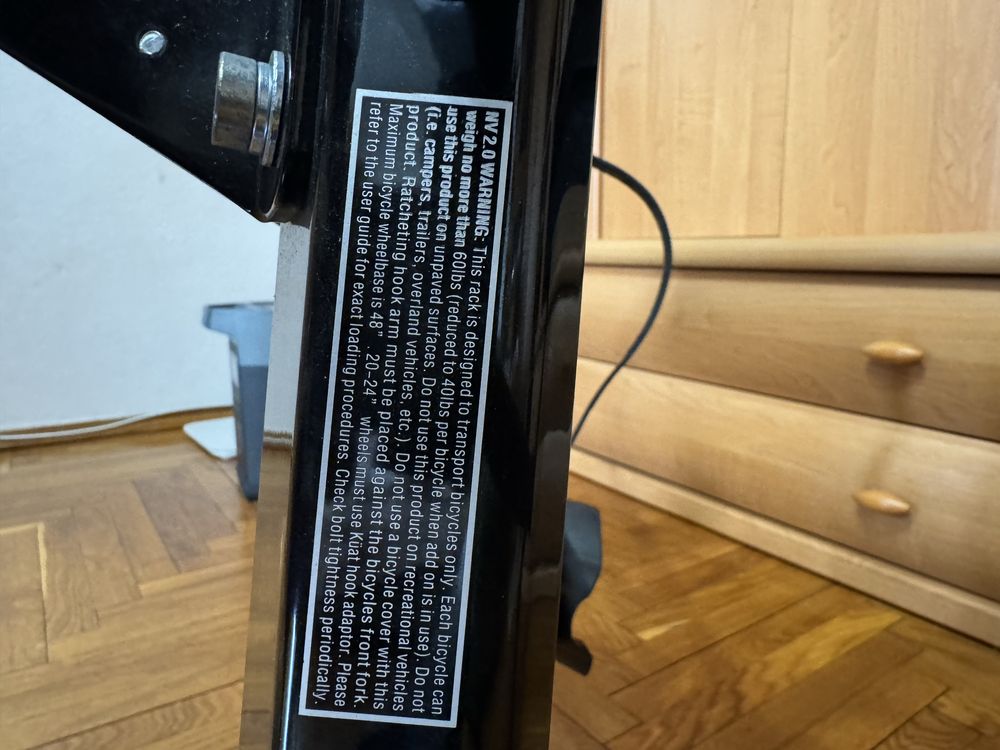 NV 2.0 WARNING: This rack is designed to transport bicycles only. Each bicycle can
weigh no more than 60lbs (reduced to 40lbs per bicycle when add on is in use). Do not
use this product on unpaved surfaces. Do not use this product on recreational vehicles
(i.e. campers, trailers, overland vehicles, etc.). Do not use a bicycle cover with this
product. Ratcheting hook arm must be placed against the bicycles front fork.
Maximum bicycle wheelbase is 48". 20-24" wheels must use Küat hook adaptor. Please
refer to the user guide for exact loading procedures. Check bolt tightness periodically.